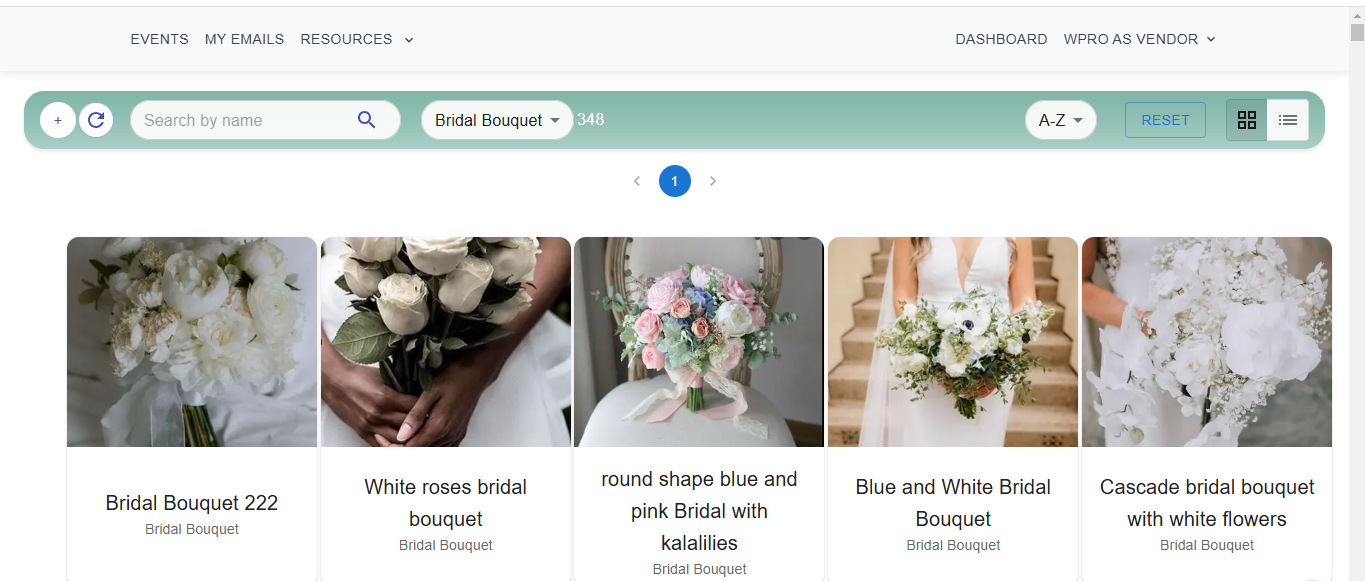 EVENTS MY EMAILS RESOURCES DASHBOARD WPRO AS VENDOR
+ Search by name Bridal Bouquet 348 A-Z RESET
1
Bridal Bouquet 222
Bridal Bouquet
White roses bridal
bouquet
Bridal Bouquet
round shape blue and
pink Bridal with
kalalilies
Bridal Bouquet
Blue and White Bridal
Bouquet
Bridal Bouquet
Cascade bridal bouquet
with white flowers
Bridal Bouquet